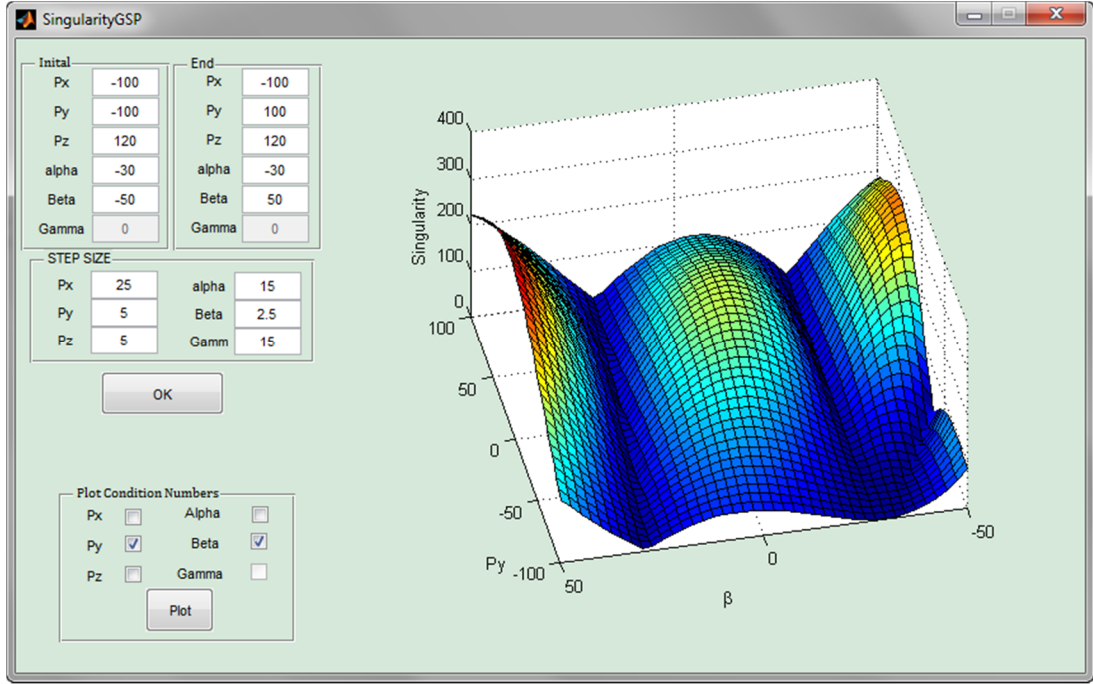 SingularityGSP
Inital
Px -100
Py -100
Pz 120
alpha -30
Beta -50
Gamma 0
End
Px -100
Py 100
Pz 120
alpha -30
Beta 50
Gamma 0
STEP SIZE
Px 25 alpha 15
Py 5 Beta 2.5
Pz 5 Gamm 15
OK
Plot Condition Numbers
Px Alpha
Py Beta
Pz Gamma
Plot
Singularity
400
300
200
100
0
100
50
0
-50
-100
Py
50
0
-50
β